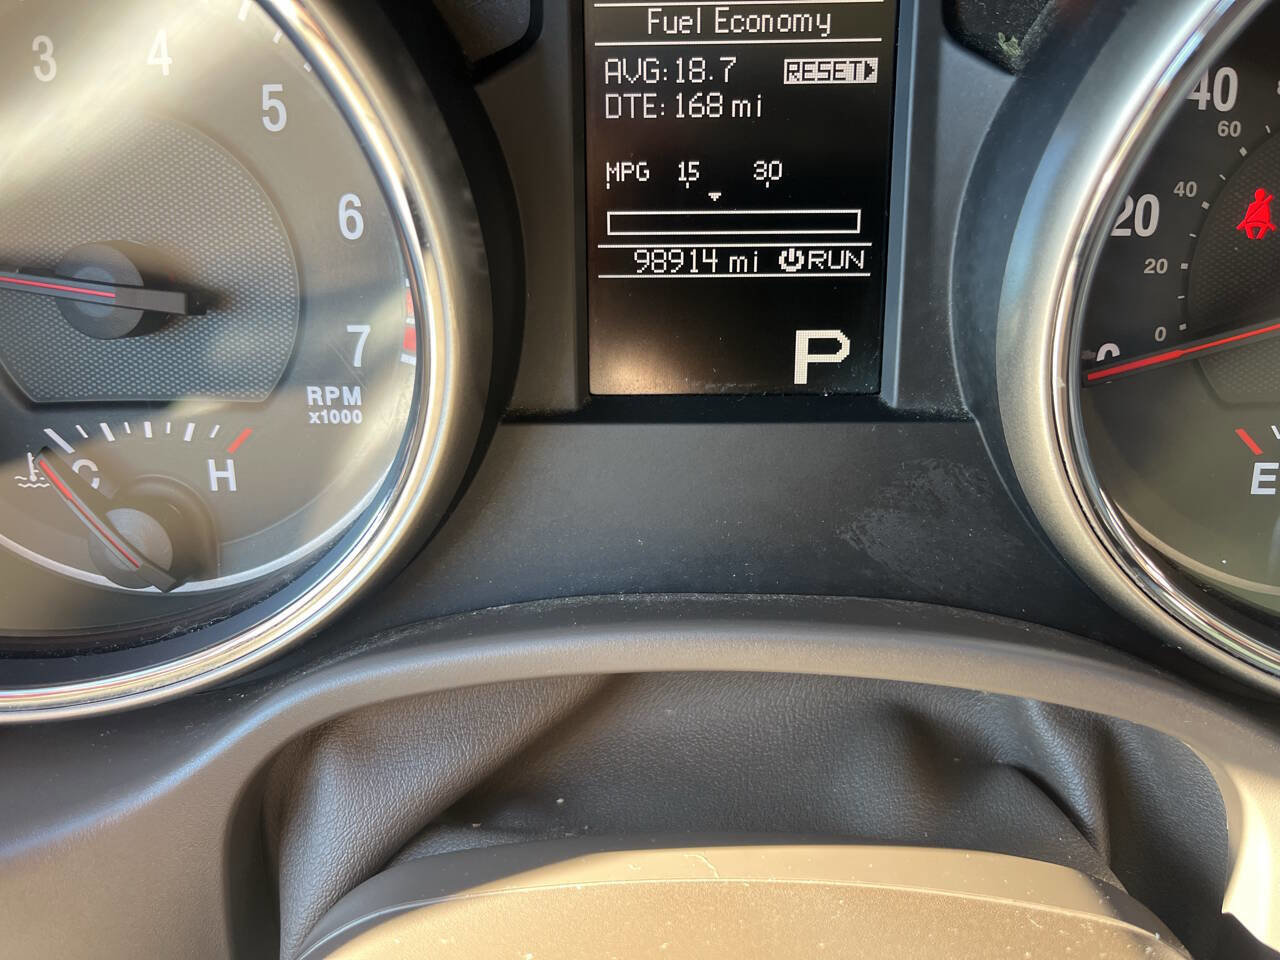 Fuel Economy
AVG: 18.7 RESET
DTE: 168 mi
MPG 15 30
98914 mi RUN
P
3
4
5
6
7
RPM
x1000
C H
40
60
20
40
20
0
0
E